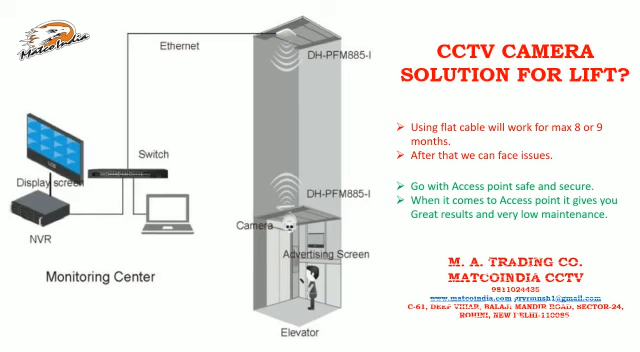 MatcoIndia
Ethernet
DH-PFM885-I
Switch
Display screen
DH-PFM885-I
Camera
Advertising Screen
NVR
Monitoring Center
Elevator
CCTV CAMERA
SOLUTION FOR LIFT?
➢ Using flat cable will work for max 8 or 9
months.
➢ After that we can face issues.
➢ Go with Access point safe and secure.
➢ When it comes to Access point it gives you
Great results and very low maintenance.
M. A. TRADING CO.
MATCOINDIA CCTV
9811024435
www.matcoindia.com
C-61, DEEP VIHAR, BALAJI MANDIR ROAD, SECTOR-24,
ROHINI, NEW DELHI-110085